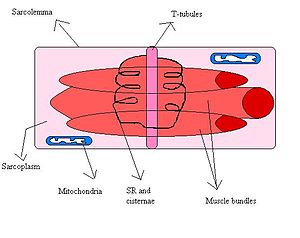 Sarcolemma
T-tubules
Sarcoplasm
Mitochondria
SR and
cisternae
Muscle bundles